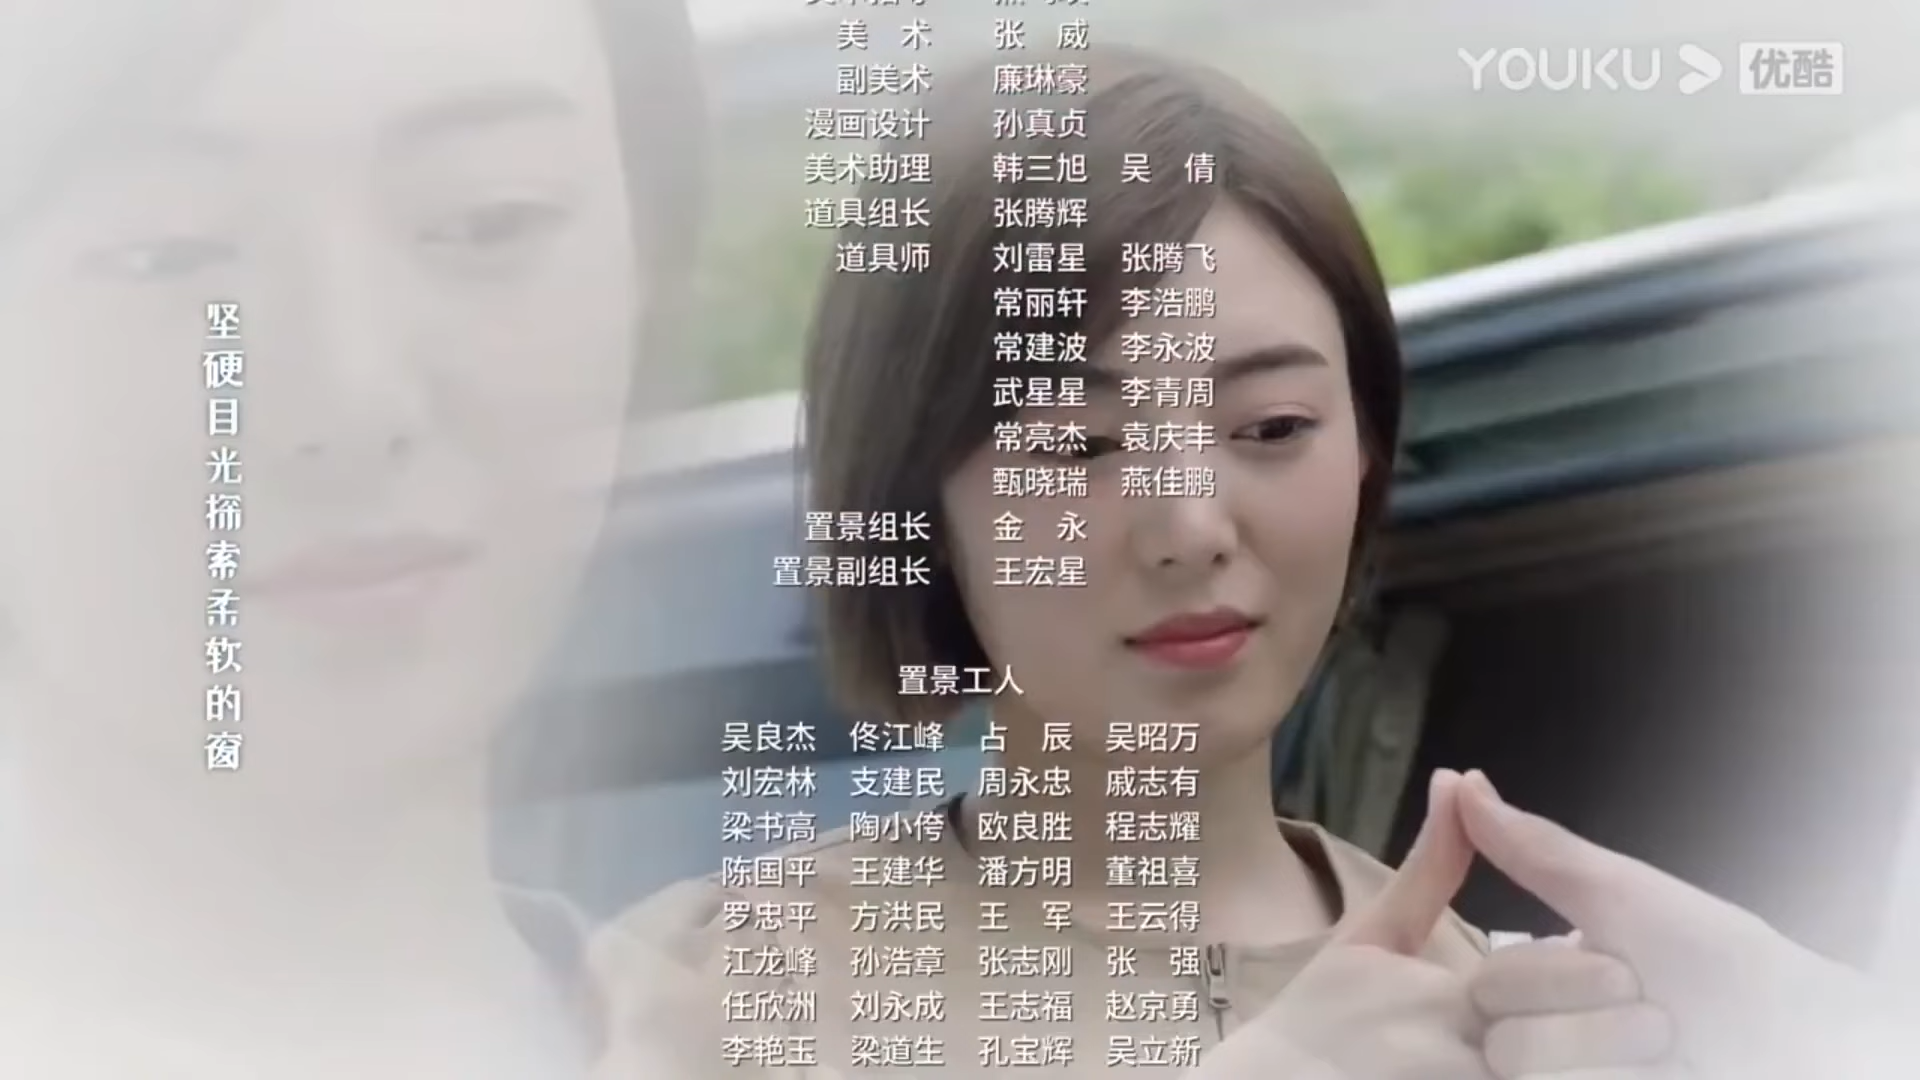 美 术 张 威
YOUKU 优酷
副美术 廉琳豪
漫画设计 孙真贞
美术助理 韩三旭 吴 倩
道具组长 张腾辉
道具师 刘雷星 张腾飞
常丽轩 李浩鹏
常建波 李永波
武星星 李青周
常亮杰 袁庆丰
甄晓瑞 燕佳鹏
置景组长 金 永
置景副组长 王宏星
坚硬目光探索柔软的窗
置景工人
吴良杰 佟江峰 占 辰 吴昭万
刘宏林 支建民 周永忠 戚志有
梁书高 陶小侉 欧良胜 程志耀
陈国平 王建华 潘方明 董祖喜
罗忠平 方洪民 王 军 王云得
江龙峰 孙浩章 张志刚 张 强
任欣洲 刘永成 王志福 赵京勇
李艳玉 梁道生 孔宝辉 吴立新